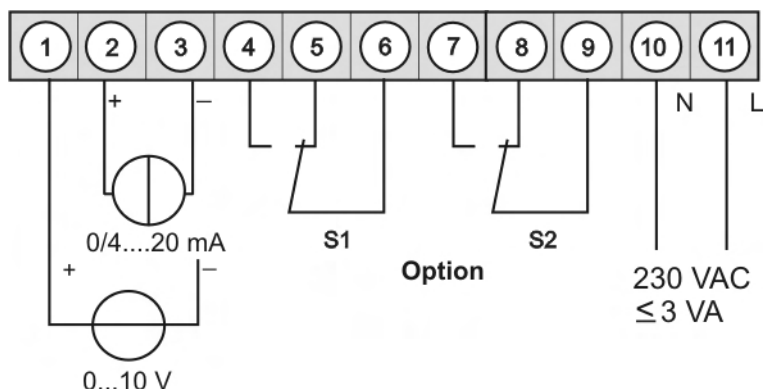 1 2 3 4 5 6 7 8 9 10 11
+ – N L
0/4....20 mA
S1 S2
+ –
Option
230 VAC
≤ 3 VA
0...10 V